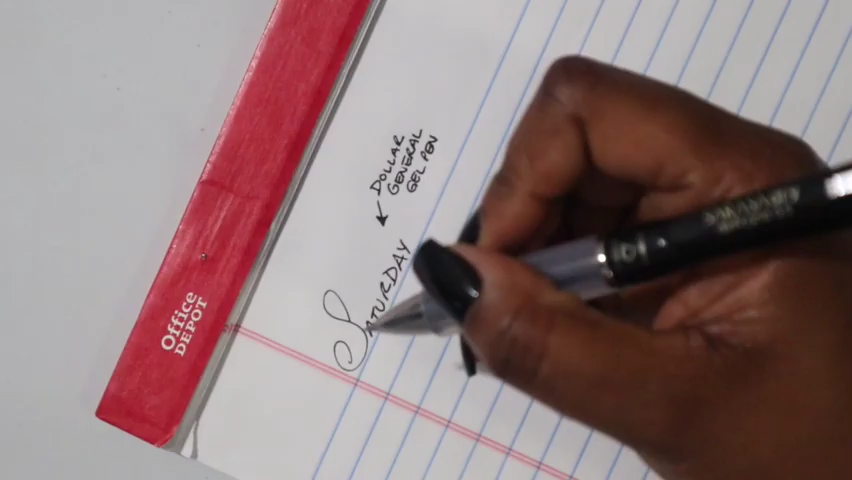 Office
DEPOT
DOLLAR
GENERAL
GEL PEN
SATURDAY